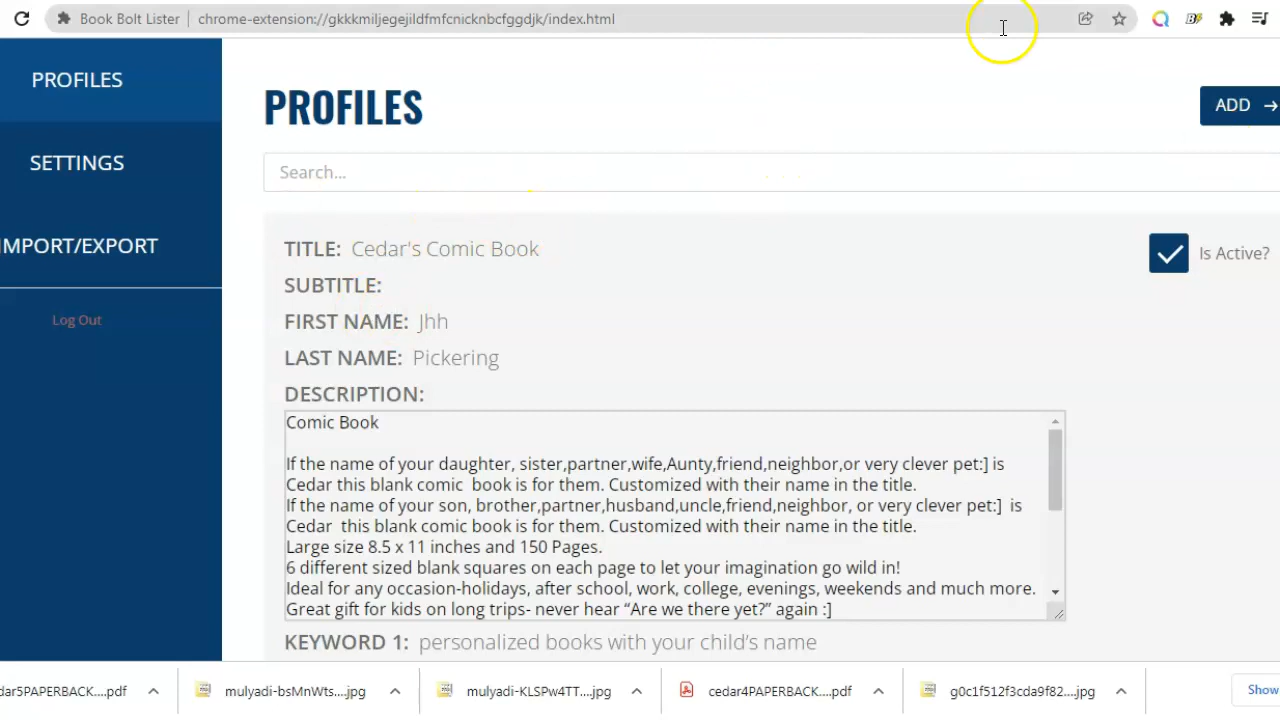 Book Bolt Lister | chrome-extension://gkkkmiljegejildfmfcnicknbcfggdjk/index.html
PROFILES
SETTINGS
IMPORT/EXPORT
Log Out
PROFILES
ADD →
Search...
TITLE: Cedar's Comic Book
Is Active?
SUBTITLE:
FIRST NAME: Jhh
LAST NAME: Pickering
DESCRIPTION:
Comic Book
If the name of your daughter, sister,partner,wife,Aunty,friend,neighbor,or very clever pet:] is
Cedar this blank comic  book is for them. Customized with their name in the title.
If the name of your son, brother,partner,husband,uncle,friend,neighbor, or very clever pet:]  is
Cedar  this blank comic book is for them. Customized with their name in the title.
Large size 8.5 x 11 inches and 150 Pages.
6 different sized blank squares on each page to let your imagination go wild in!
Ideal for any occasion-holidays, after school, work, college, evenings, weekends and much more.
Great gift for kids on long trips- never hear “Are we there yet?” again :]
KEYWORD 1: personalized books with your child’s name
dar5PAPERBACK....pdf
mulyadi-bsMnWts....jpg
mulyadi-KLSPw4TT....jpg
cedar4PAPERBACK....pdf
g0c1f512f3cda9f82....jpg
Show